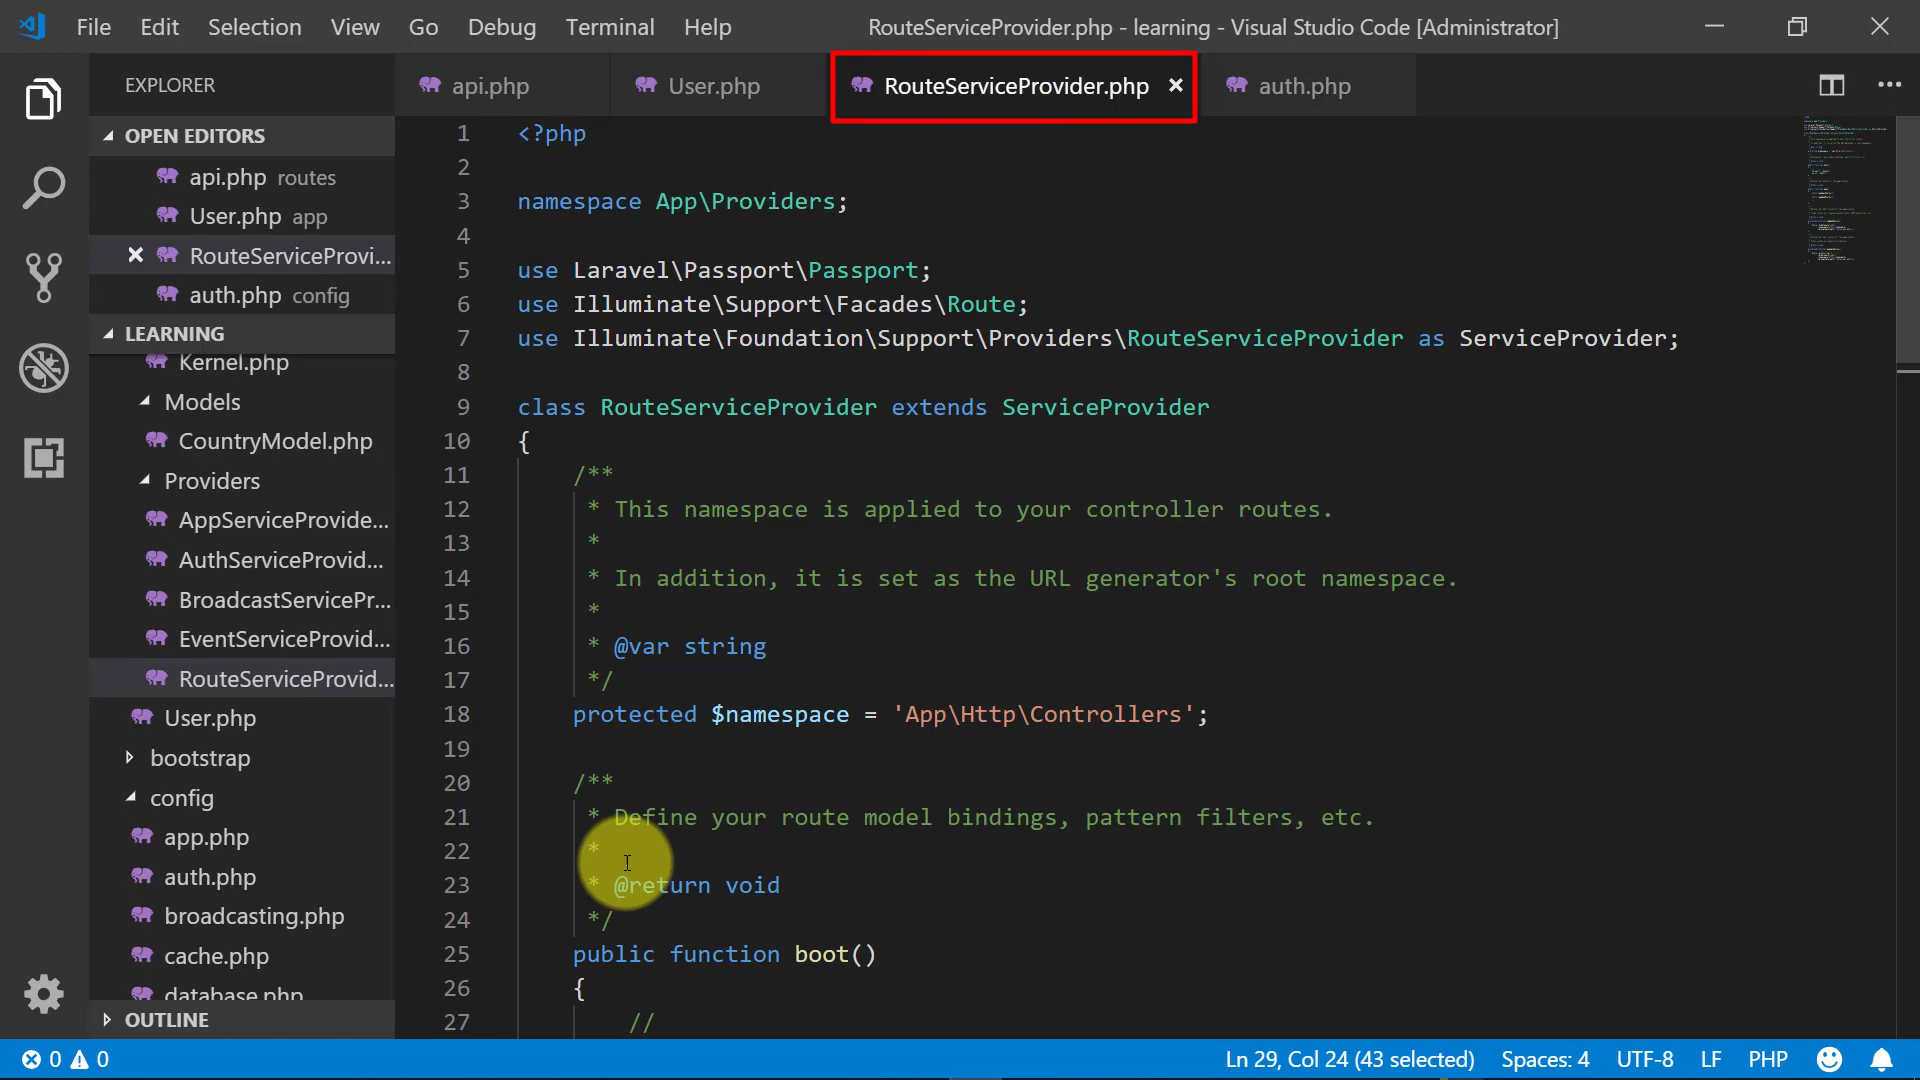 File Edit Selection View Go Debug Terminal Help
RouteServiceProvider.php - learning - Visual Studio Code [Administrator]
EXPLORER
OPEN EDITORS
api.php routes
User.php app
RouteServiceProvi...
auth.php config
LEARNING
Kernel.php
Models
CountryModel.php
Providers
AppServiceProvide...
AuthServiceProvid...
BroadcastServicePr...
EventServiceProvid...
RouteServiceProvid...
User.php
bootstrap
config
app.php
auth.php
broadcasting.php
cache.php
database.php
OUTLINE
api.php User.php RouteServiceProvider.php auth.php
1 <?php
2
3 namespace App\Providers;
4
5 use Laravel\Passport\Passport;
6 use Illuminate\Support\Facades\Route;
7 use Illuminate\Foundation\Support\Providers\RouteServiceProvider as ServiceProvider;
8
9 class RouteServiceProvider extends ServiceProvider
10 {
11 /**
12 * This namespace is applied to your controller routes.
13 *
14 * In addition, it is set as the URL generator's root namespace.
15 *
16 * @var string
17 */
18 protected $namespace = 'App\Http\Controllers';
19
20 /**
21 * Define your route model bindings, pattern filters, etc.
22 *
23 * @return void
24 */
25 public function boot()
26 {
27 //
0 0
Ln 29, Col 24 (43 selected) Spaces: 4 UTF-8 LF PHP